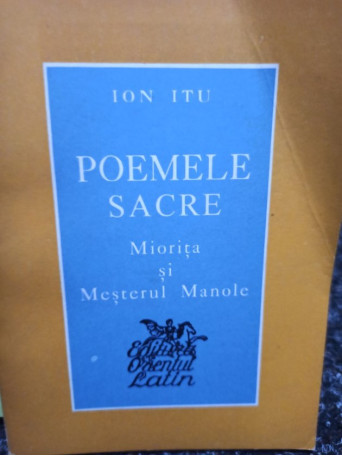 ION ITU
POEMELE
SACRE
Miorița
și
Meșterul Manole
Editura
Orientul
Latin